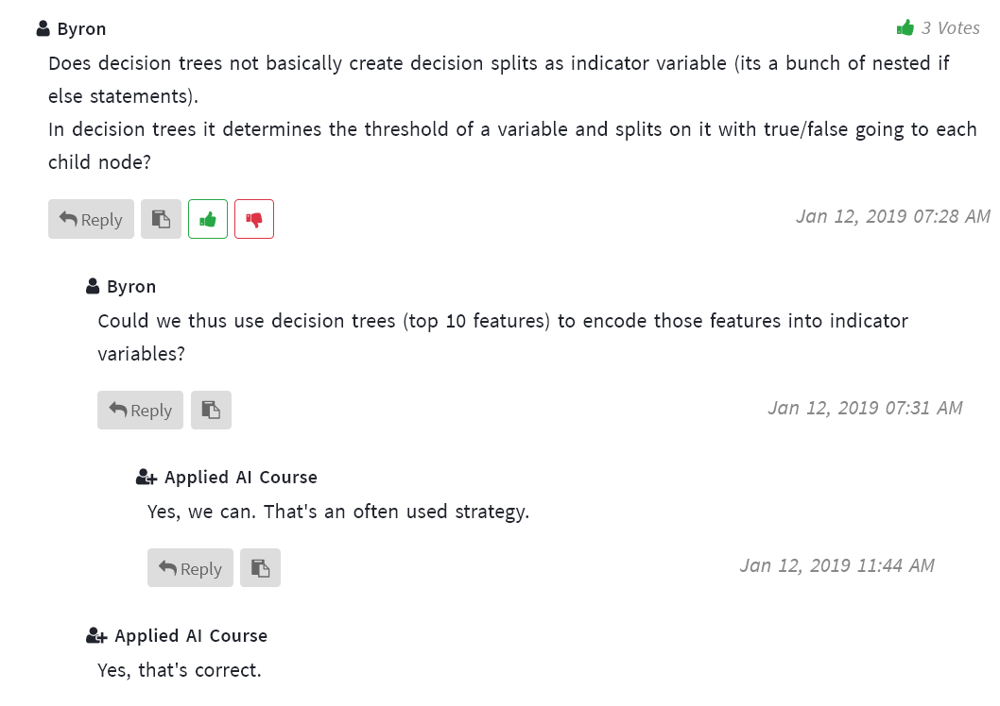 Byron
3 Votes
Does decision trees not basically create decision splits as indicator variable (its a bunch of nested if
else statements).
In decision trees it determines the threshold of a variable and splits on it with true/false going to each
child node?
Reply
Jan 12, 2019 07:28 AM
Byron
Could we thus use decision trees (top 10 features) to encode those features into indicator
variables?
Reply
Jan 12, 2019 07:31 AM
Applied AI Course
Yes, we can. That's an often used strategy.
Reply
Jan 12, 2019 11:44 AM
Applied AI Course
Yes, that's correct.